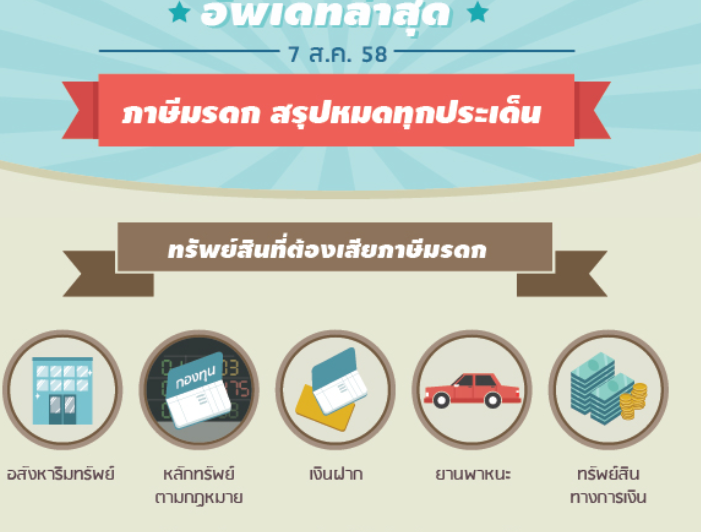 อัพเดทล่าสุด
7 ส.ค. 58
ภาษีมรดก สรุปหมดทุกประเด็น
ทรัพย์สินที่ต้องเสียภาษีมรดก
กองทุน
อสังหาริมทรัพย์
หลักทรัพย์
ตามกฎหมาย
เงินฝาก
ยานพาหนะ
ทรัพย์สิน
ทางการเงิน